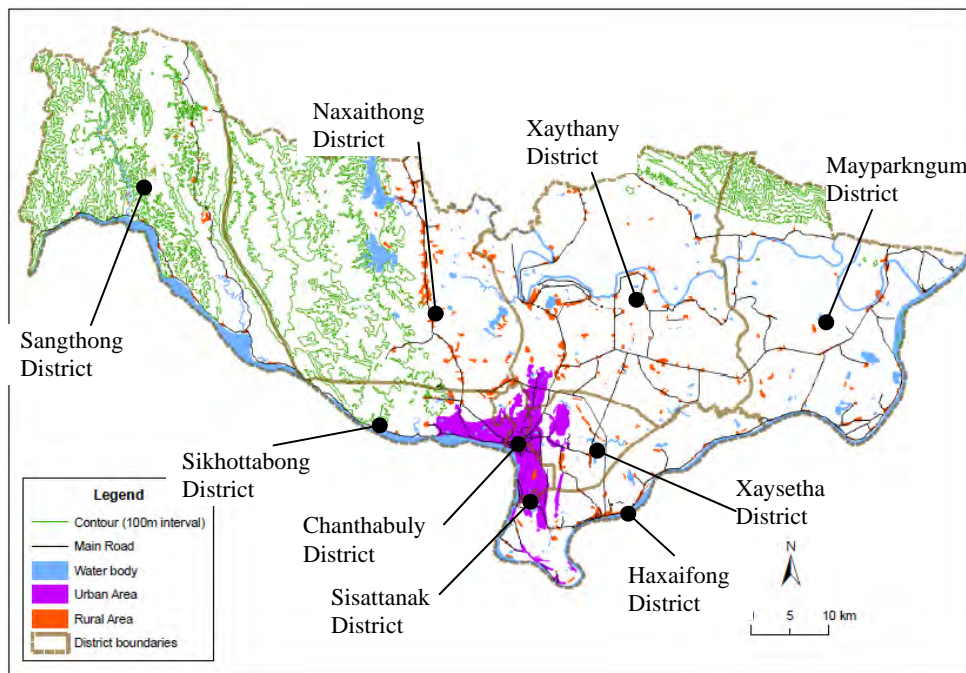 Naxaithong
District
Xaythany
District
Mayparkngum
District
Sangthong
District
Sikhottabong
District
Chanthabuly
District
Sisattanak
District
Xaysetha
District
Haxaifong
District
Legend
Contour (100m interval)
Main Road
Water body
Urban Area
Rural Area
District boundaries
N
5 10 km